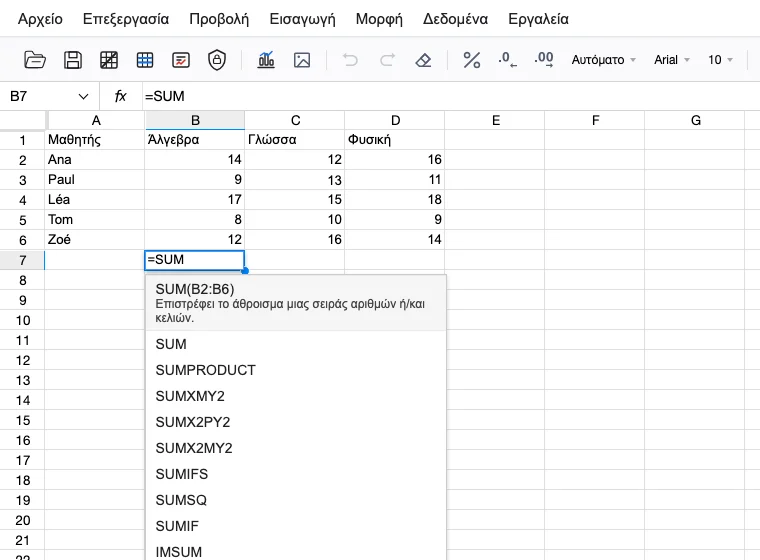 Αρχείο Επεξεργασία Προβολή Εισαγωγή Μορφή Δεδομένα Εργαλεία
% .0 .00 Αυτόματο Arial 10
B7 fx =SUM
A B C D E F G
1 Μαθητής Άλγεβρα Γλώσσα Φυσική
2 Ana 14 12 16
3 Paul 9 13 11
4 Léa 17 15 18
5 Tom 8 10 9
6 Zoé 12 16 14
7 =SUM
8
SUM(B2:B6)
9 Επιστρέφει το άθροισμα μιας σειράς αριθμών ή/και
10 κελιών.
11 SUM
12 SUMPRODUCT
13 SUMXMY2
14
15 SUMX2PY2
16 SUMX2MY2
17
18 SUMIFS
19 SUMSQ
20 SUMIF
21 IMSUM
22